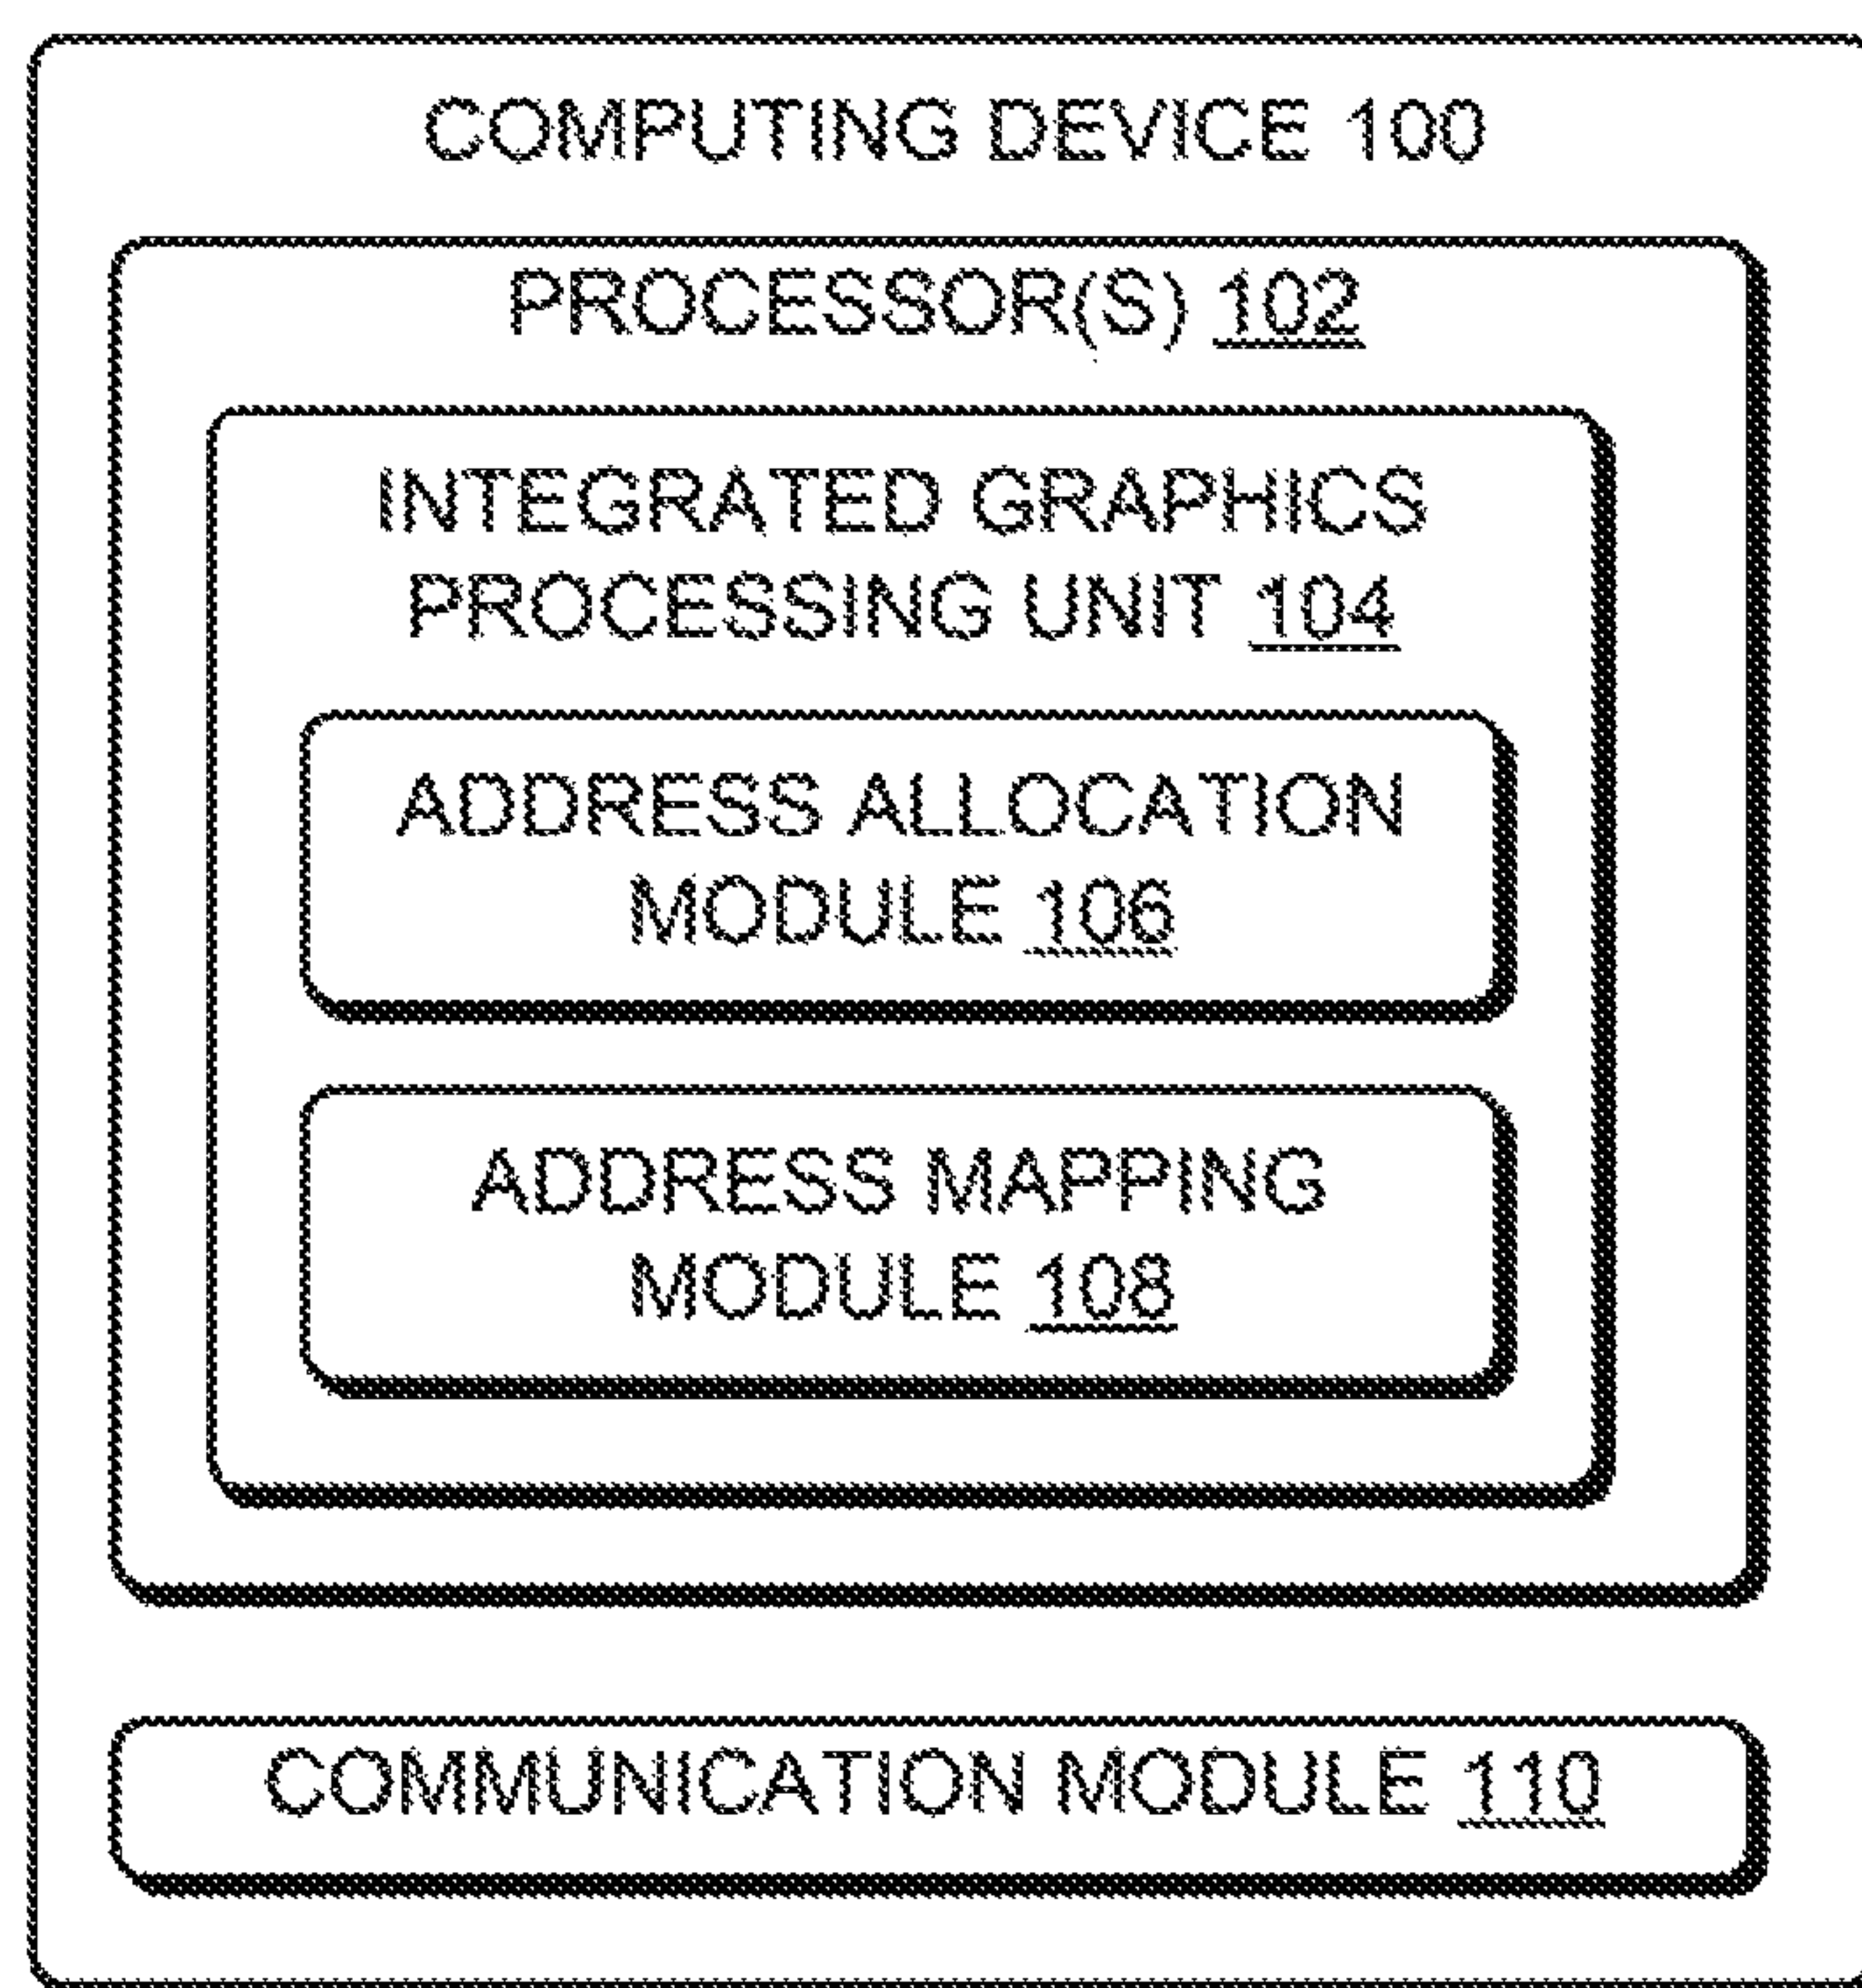 COMPUTING DEVICE 100
PROCESSOR(S) 102
INTEGRATED GRAPHICS
PROCESSING UNIT 104
ADDRESS ALLOCATION
MODULE 106
ADDRESS MAPPING
MODULE 108
COMMUNICATION MODULE 110